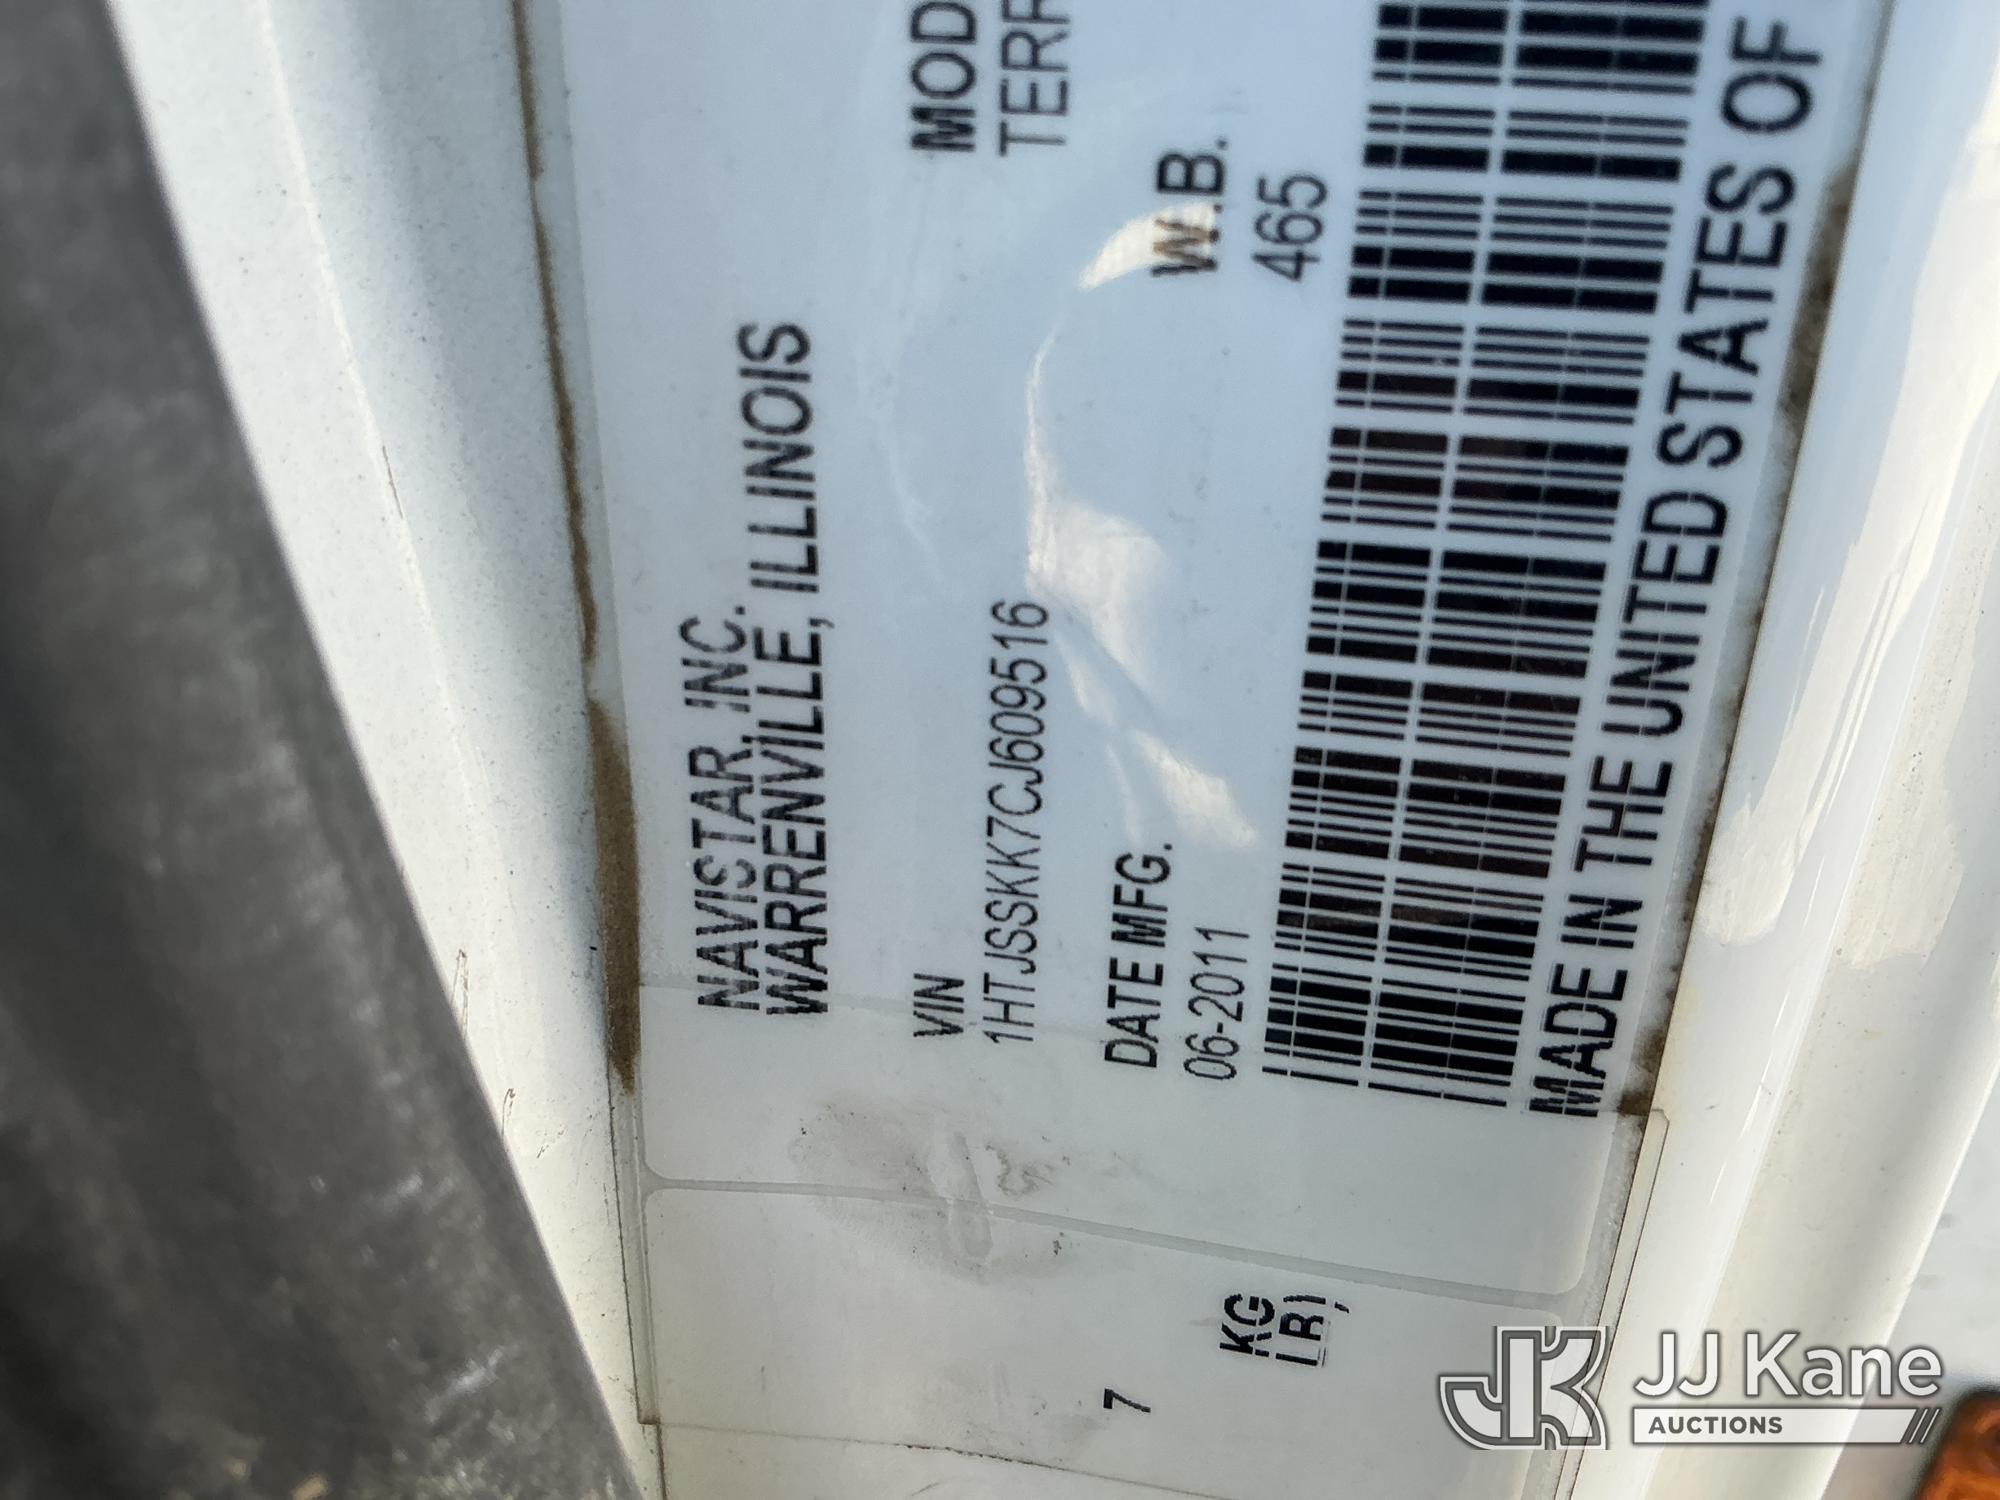 NAVISTAR, INC.
WARRENVILLE, ILLINOIS
VIN
1HTJSSKK7CJ609516
MOD
TERR
DATE MFG.
06-2011
W.B.
465
MADE IN THE UNITED STATES OF
7
KG
LB)
JJ Kane
AUCTIONS